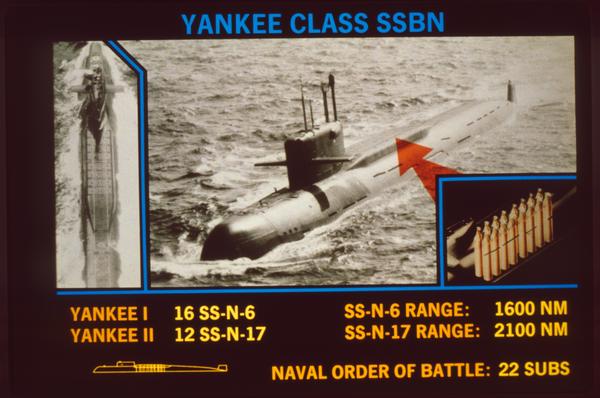 YANKEE CLASS SSBN
YANKEE I 16 SS-N-6 SS-N-6 RANGE: 1600 NM
YANKEE II 12 SS-N-17 SS-N-17 RANGE: 2100 NM
NAVAL ORDER OF BATTLE: 22 SUBS